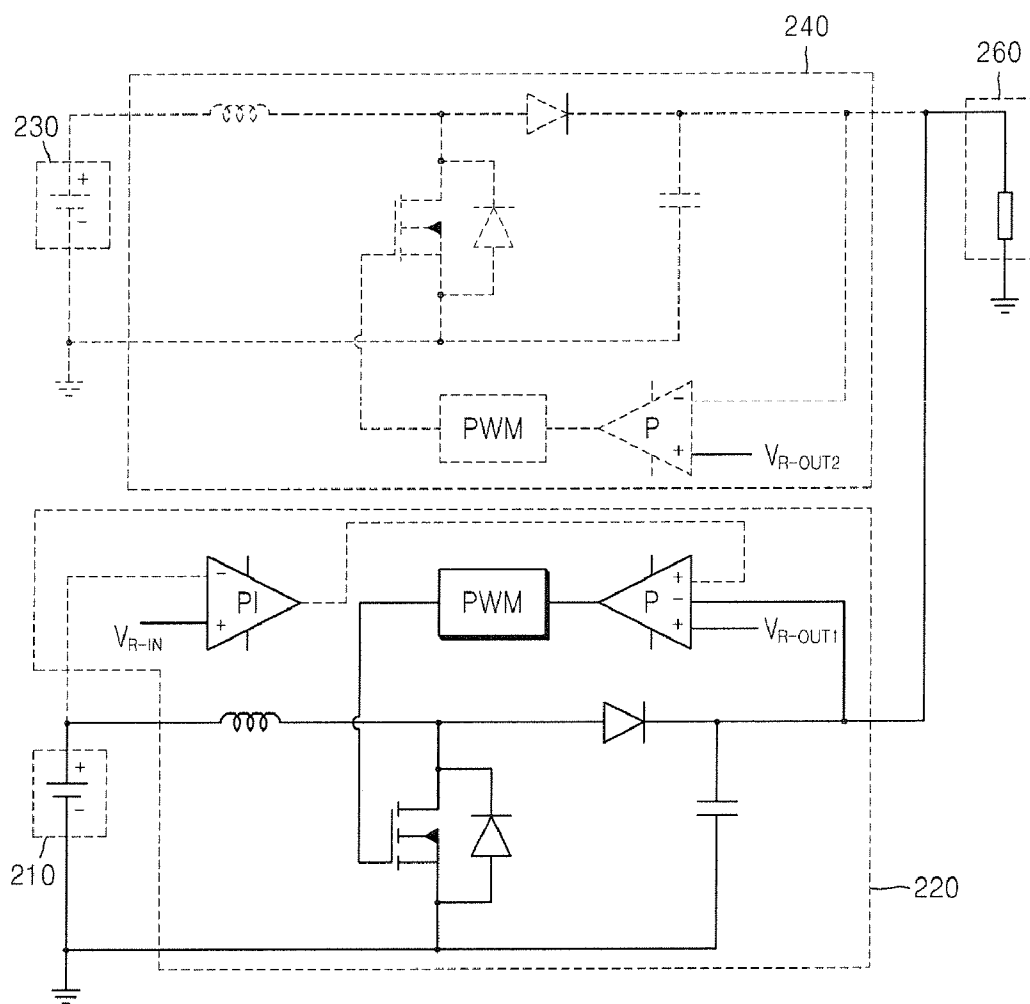 240
260
230
+
-
PWM
P
-
+
V_R-OUT2
-
PI
+
V_R-IN
PWM
P
+
-
+
V_R-OUT1
+
-
210
220